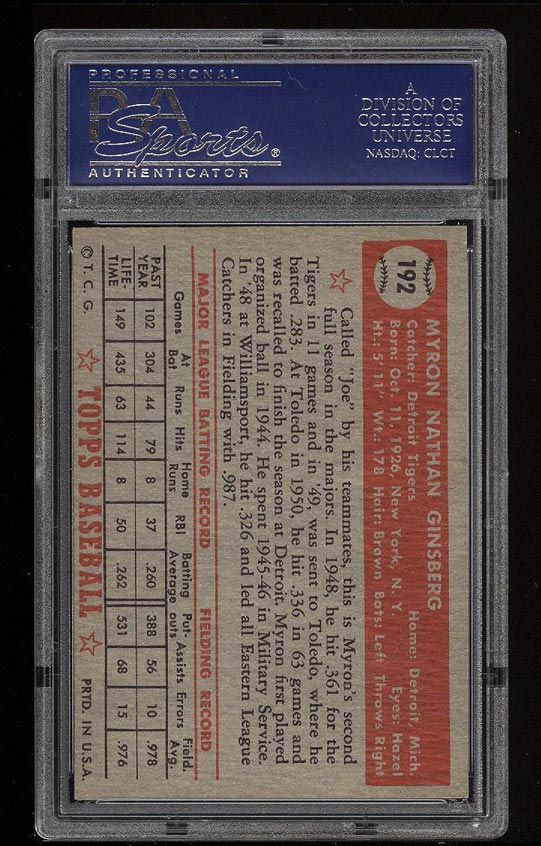 PROFESSIONAL
PSA
Sports®
AUTHENTICATOR
A
DIVISION OF
COLLECTORS
UNIVERSE
NASDAQ: CLCT
192
MYRON NATHAN GINSBERG
Catcher: Detroit Tigers Home: Detroit, Mich.
Born: Oct. 11, 1926, New York, N. Y. Eyes: Hazel
Ht.: 5'11" Wt.: 178 Hair: Brown Bats: Left Throws: Right
Called "Joe" by his teammates, this is Myron's second
full season in the majors. In 1948, he hit .361 for the
Tigers in 11 games and in '49, was sent to Toledo, where he
batted .283. At Toledo in 1950, he hit .336 in 63 games and
was recalled to finish the season at Detroit. Myron first played
organized ball in 1944. He spent 1945-46 in Military Service.
In '48 at Williamsport, he hit .326 and led all Eastern League
Catchers in Fielding with .987.
MAJOR LEAGUE BATTING RECORD FIELDING RECORD
Games At Bat Runs Hits Home Runs RBI Batting Average Put-outs Assists Errors Field. Avg.
PAST YEAR 102 304 44 79 8 37 .260 388 56 10 .978
LIFE-TIME 149 435 63 114 8 50 .262 531 68 15 .976
© T. C. G. TOPPS BASEBALL PRTD. IN U.S.A.